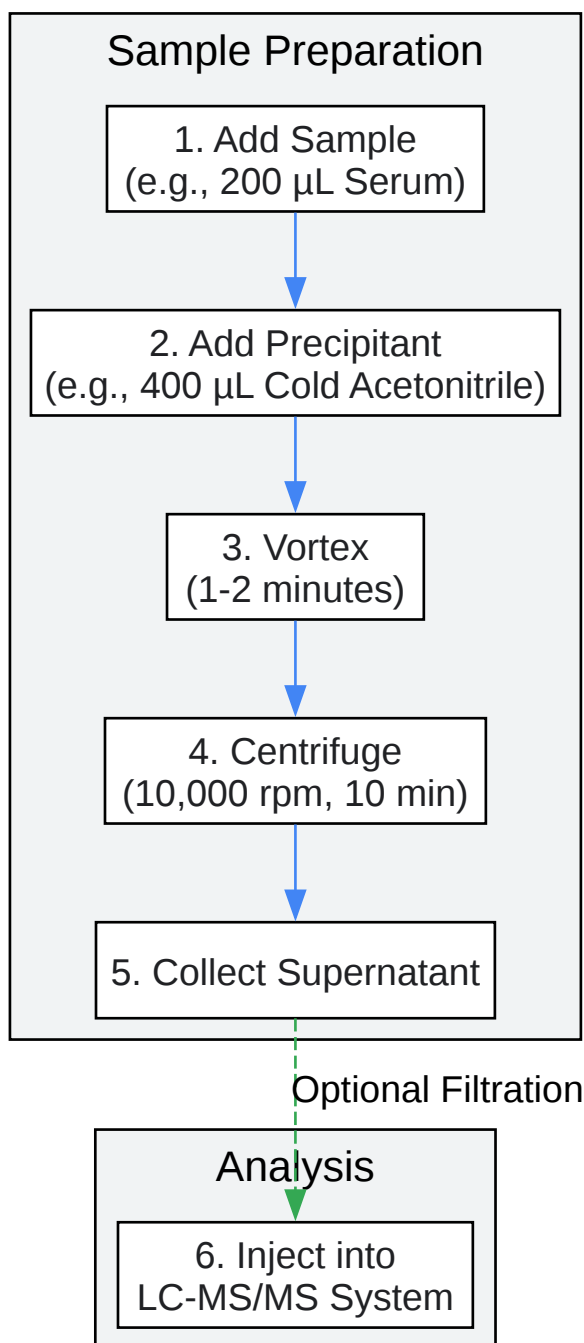 Sample Preparation
1. Add Sample
(e.g., 200 µL Serum)
2. Add Precipitant
(e.g., 400 µL Cold Acetonitrile)
3. Vortex
(1-2 minutes)
4. Centrifuge
(10,000 rpm, 10 min)
5. Collect Supernatant
Optional Filtration
Analysis
6. Inject into
LC-MS/MS System